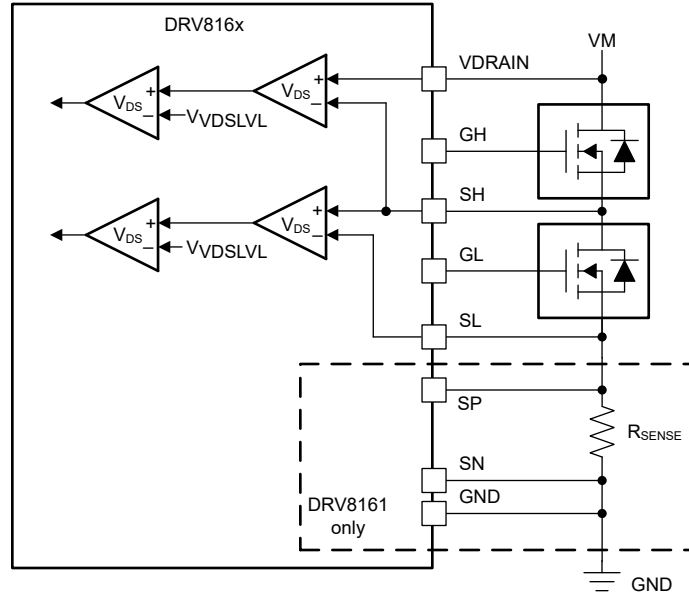 DRV816x
VM
VDRAIN
+
V_DS
–
V_VDSLVL
+
V_DS
–
GH
SH
+
V_DS
–
V_VDSLVL
+
V_DS
–
GL
SL
SP
R_SENSE
SN
GND
DRV8161
only
GND